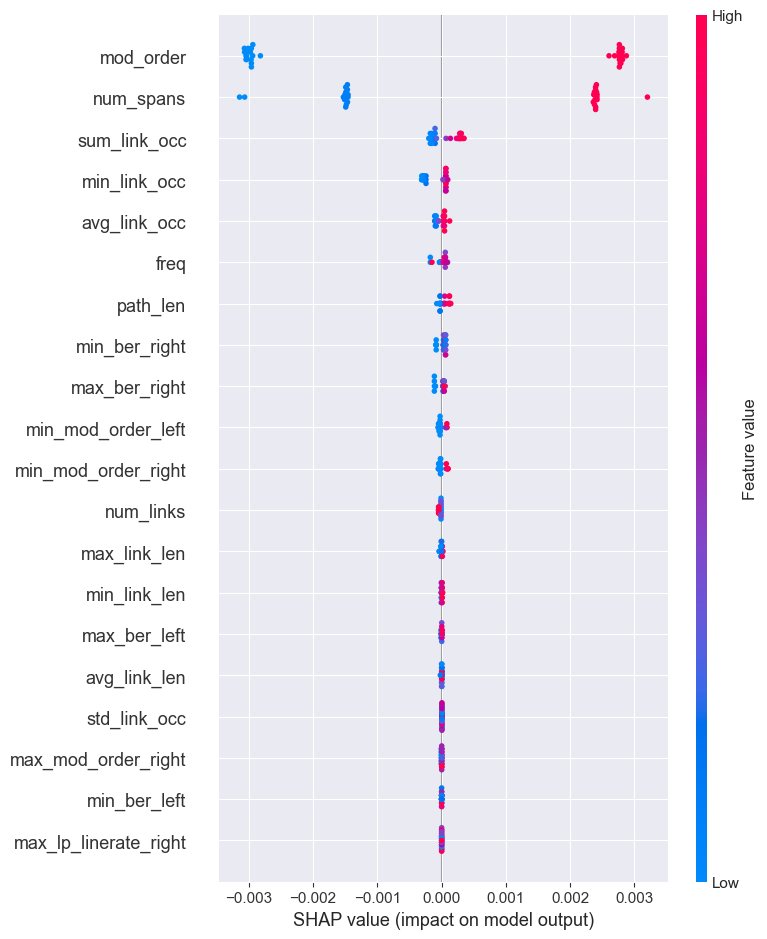 High
mod_order
num_spans
sum_link_occ
min_link_occ
avg_link_occ
freq
path_len
min_ber_right
max_ber_right
min_mod_order_left
min_mod_order_right
num_links
max_link_len
min_link_len
max_ber_left
avg_link_len
std_link_occ
max_mod_order_right
min_ber_left
max_lp_linerate_right
Feature value
Low
−0.003 −0.002 −0.001 0.000 0.001 0.002 0.003
SHAP value (impact on model output)